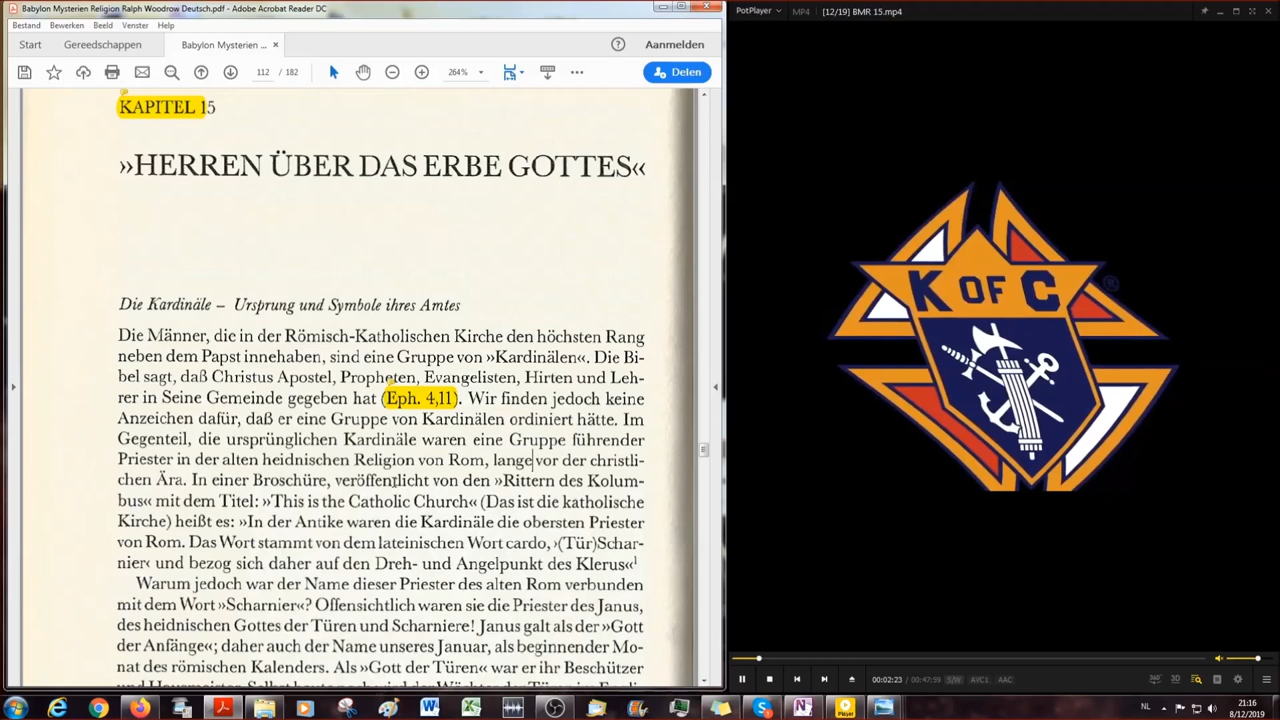 Babylon Mysterien Religion Ralph Woodrow Deutsch.pdf - Adobe Acrobat Reader DC
Bestand Bewerken Beeld Venster Help
Start Gereedschappen Babylon Mysterien ... × Aanmelden
112 / 182 264% Delen
KAPITEL 15
»HERREN ÜBER DAS ERBE GOTTES«
Die Kardinäle – Ursprung und Symbole ihres Amtes
Die Männer, die in der Römisch-Katholischen Kirche den höchsten Rang
neben dem Papst innehaben, sind eine Gruppe von »Kardinälen«. Die Bi-
bel sagt, daß Christus Apostel, Propheten, Evangelisten, Hirten und Leh-
rer in Seine Gemeinde gegeben hat (Eph. 4,11). Wir finden jedoch keine
Anzeichen dafür, daß er eine Gruppe von Kardinälen ordiniert hätte. Im
Gegenteil, die ursprünglichen Kardinäle waren eine Gruppe führender
Priester in der alten heidnischen Religion von Rom, lange vor der christli-
chen Ära. In einer Broschüre, veröffentlicht von den »Rittern des Kolum-
bus« mit dem Titel: »This is the Catholic Church« (Das ist die katholische
Kirche) heißt es: »In der Antike waren die Kardinäle die obersten Priester
von Rom. Das Wort stammt von dem lateinischen Wort cardo, ›(Tür)Schar-
nier‹ und bezog sich daher auf den Dreh- und Angelpunkt des Klerus«¹
Warum jedoch war der Name dieser Priester des alten Rom verbunden
mit dem Wort »Scharnier«? Offensichtlich waren sie die Priester des Janus,
des heidnischen Gottes der Türen und Scharniere! Janus galt als der »Gott
der Anfänge«; daher auch der Name unseres Januar, als beginnender Mo-
nat des römischen Kalenders. Als »Gott der Türen« war er ihr Beschützer
PotPlayer MP4 [12/19] BMR 15.mp4
K OF C
®
00:02:23 / 00:47:59 S/W AVC1 AAC
360° 3D
NL 21:16
8/12/2019